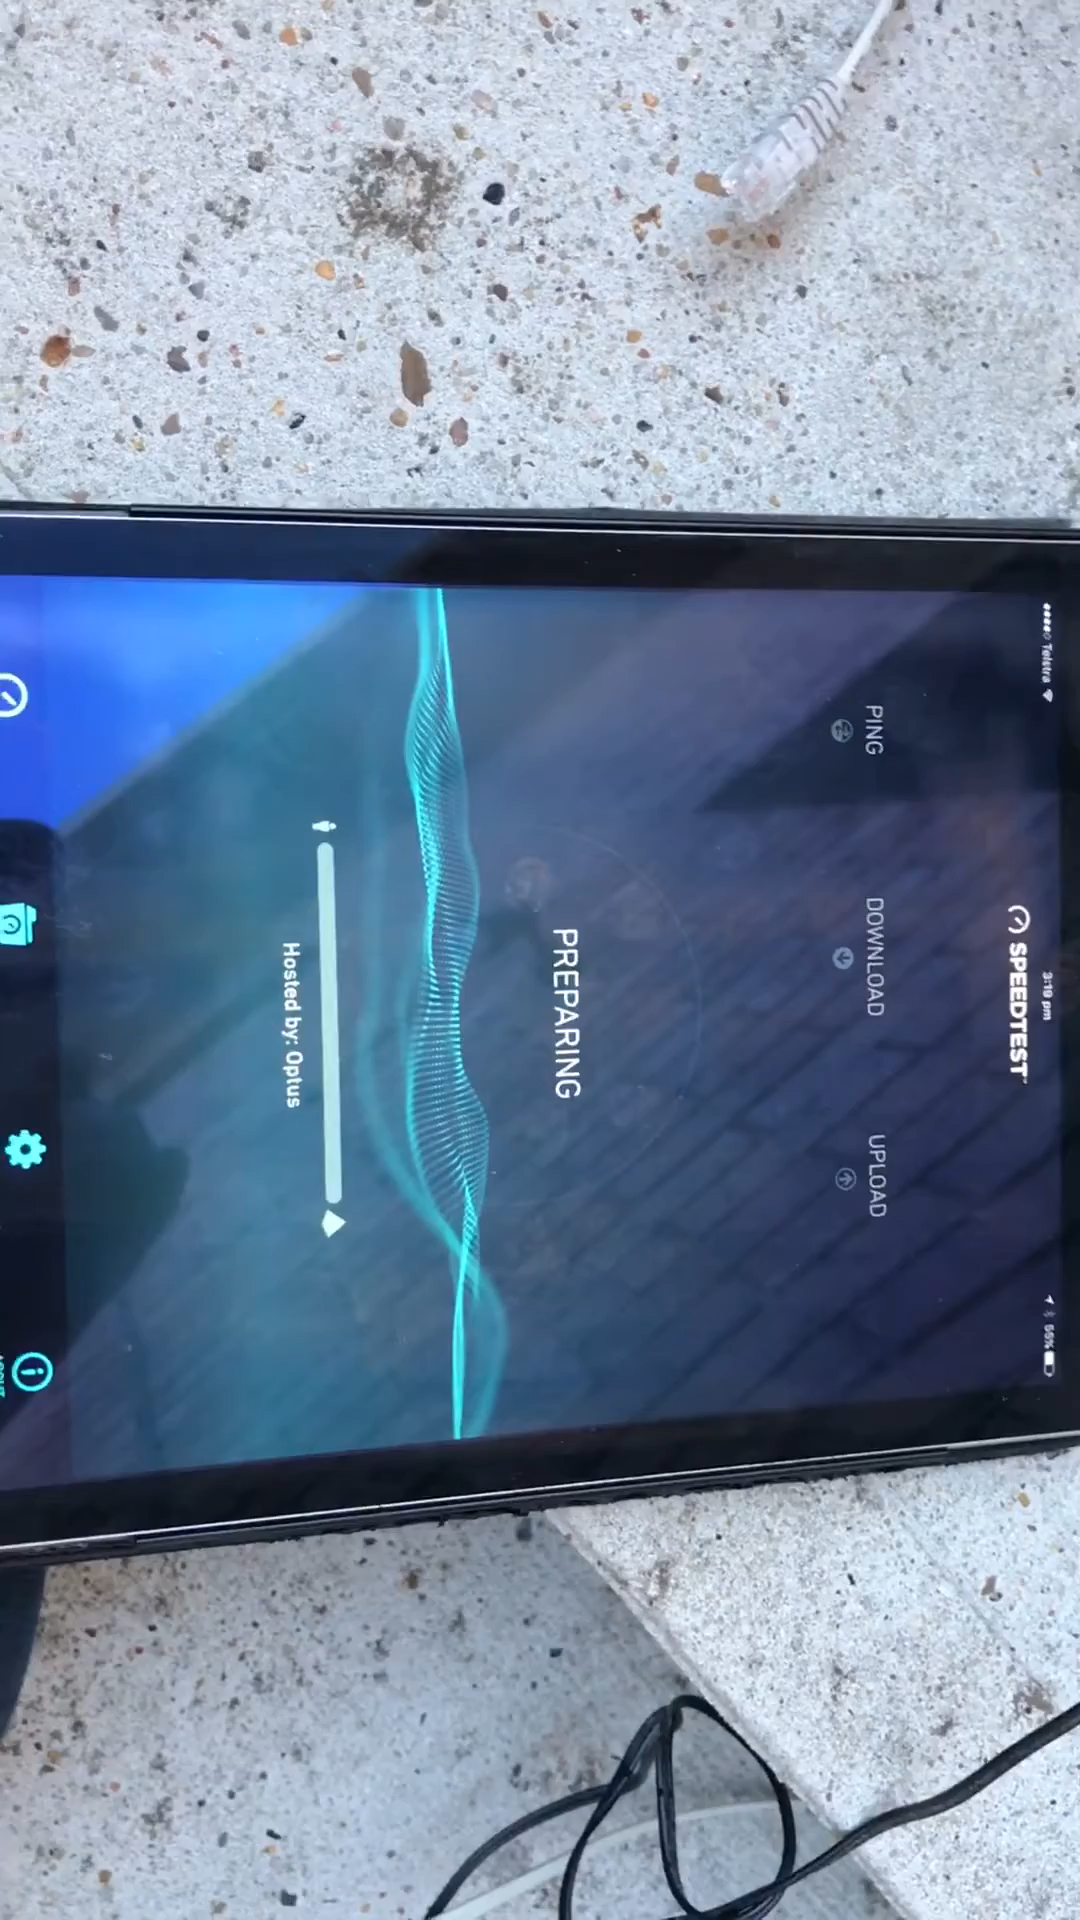 Telstra 3:19 pm 55%
SPEEDTEST
PING DOWNLOAD UPLOAD
PREPARING
Hosted by: Optus